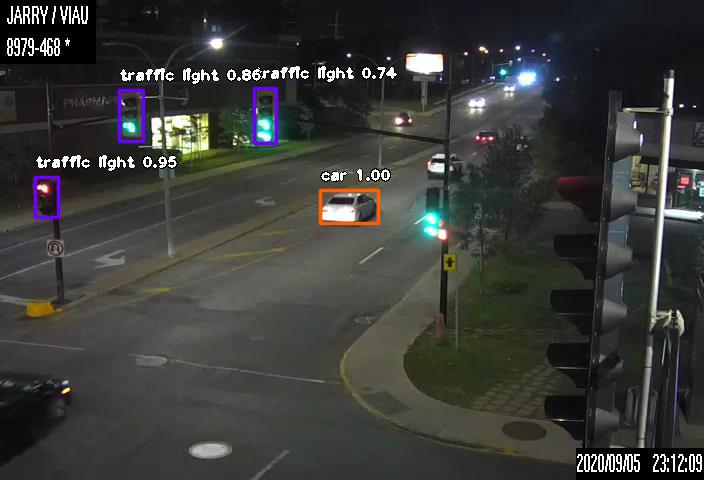 JARRY / VIAU
8979-468 *
traffic light 0.86
traffic light 0.74
PHARMA
traffic light 0.95
car 1.00
2020/09/05 23:12:09